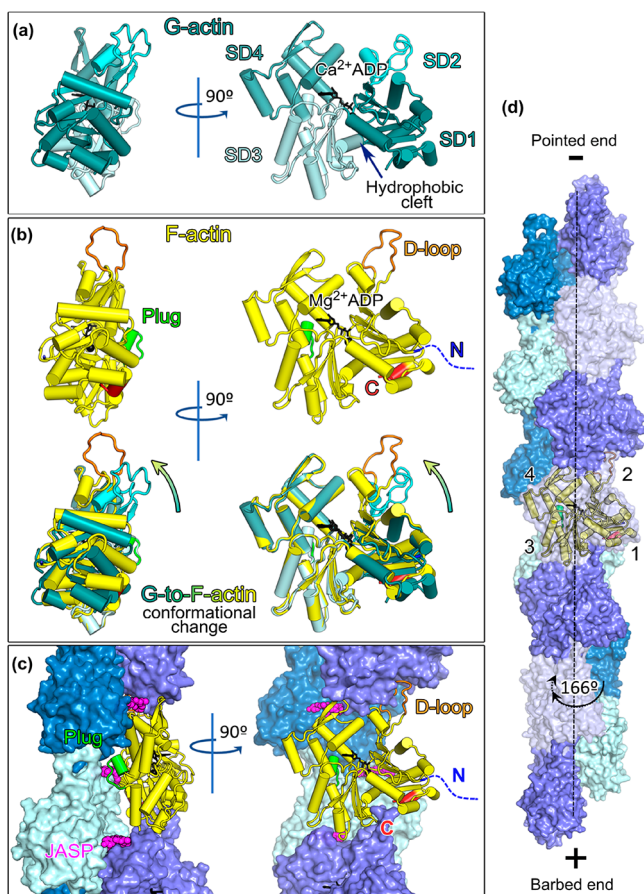 (a)
G-actin
SD4
Ca2+ADP
SD2
90º
SD3
SD1
Hydrophobic
cleft
(b)
F-actin
D-loop
Mg2+ADP
Plug
N
C
90º
G-to-F-actin
conformational
change
(c)
D-loop
Plug
90º
N
JASP
C
(d)
Pointed end
-
4
2
3
1
166º
+
Barbed end